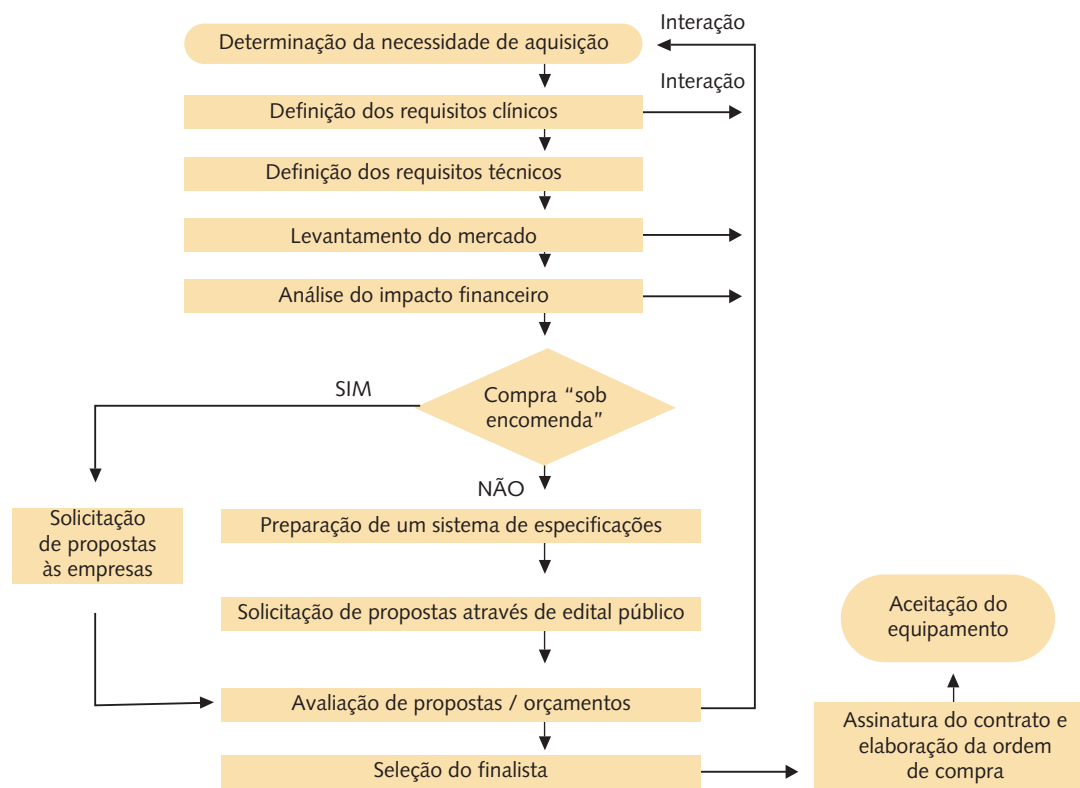 Interação
Determinação da necessidade de aquisição
Interação
Definição dos requisitos clínicos
Definição dos requisitos técnicos
Levantamento do mercado
Análise do impacto financeiro
SIM
Compra “sob
encomenda”
NÃO
Solicitação
de propostas
às empresas
Preparação de um sistema de especificações
Solicitação de propostas através de edital público
Aceitação do
equipamento
Avaliação de propostas / orçamentos
Assinatura do contrato e
elaboração da ordem
de compra
Seleção do finalista